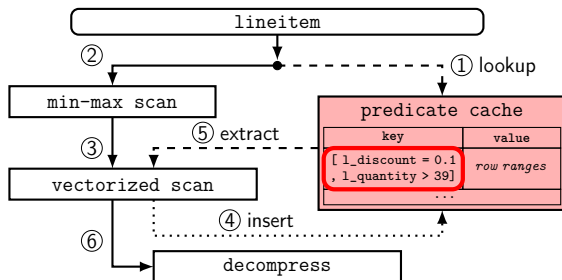 lineitem
②
① lookup
min-max scan
predicate cache
③
⑤ extract
key
value
[ l_discount = 0.1
, l_quantity > 39]
row ranges
vectorized scan
...
④ insert
⑥
decompress